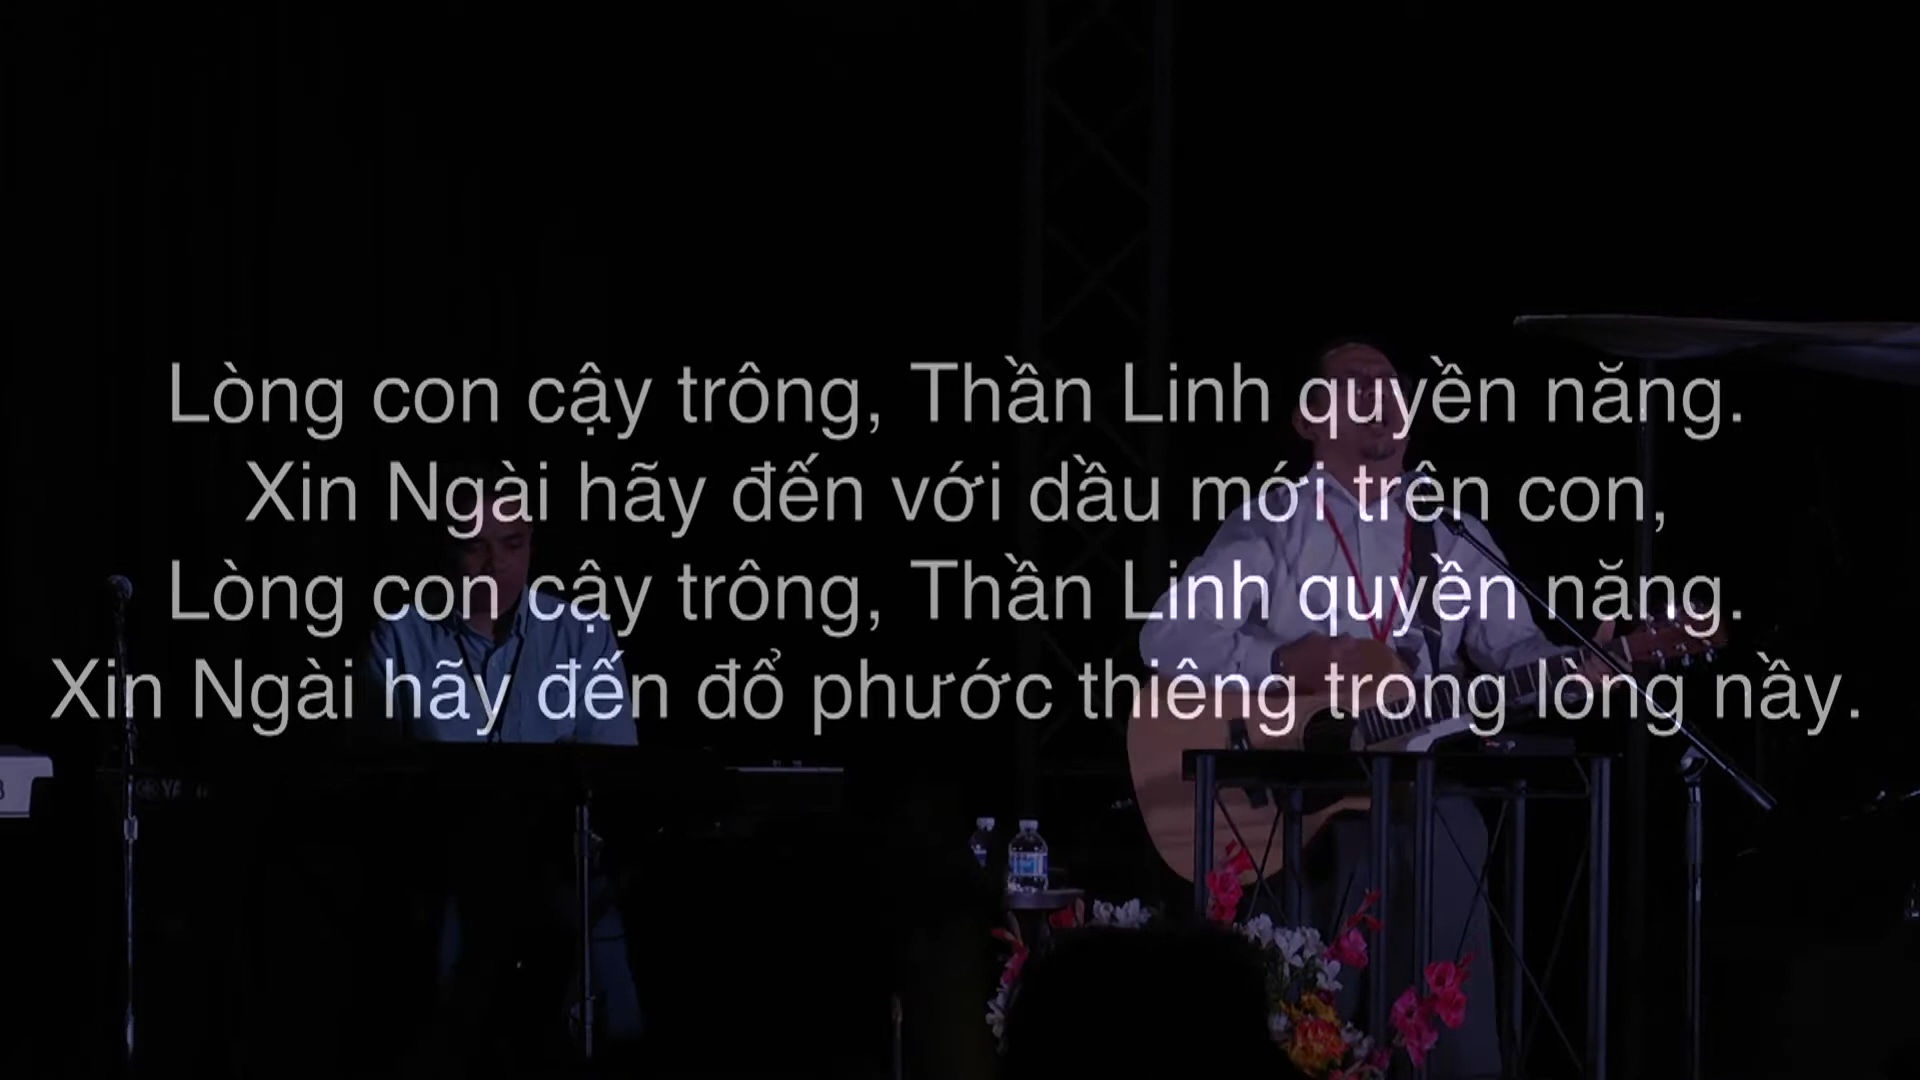 Lòng con cậy trông, Thần Linh quyền năng.
Xin Ngài hãy đến với dầu mới trên con,
Lòng con cậy trông, Thần Linh quyền năng.
Xin Ngài hãy đến đổ phước thiêng trong lòng nầy.